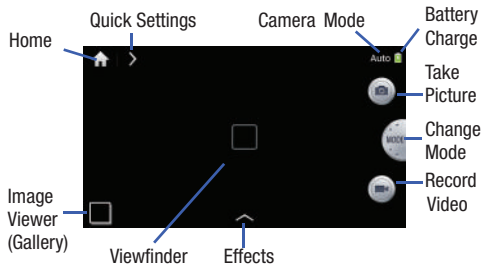 Quick Settings
Camera Mode
Battery
Charge
Home
Auto
Take
Picture
MODE
Change
Mode
Record
Video
Image
Viewer
(Gallery)
Viewfinder
Effects